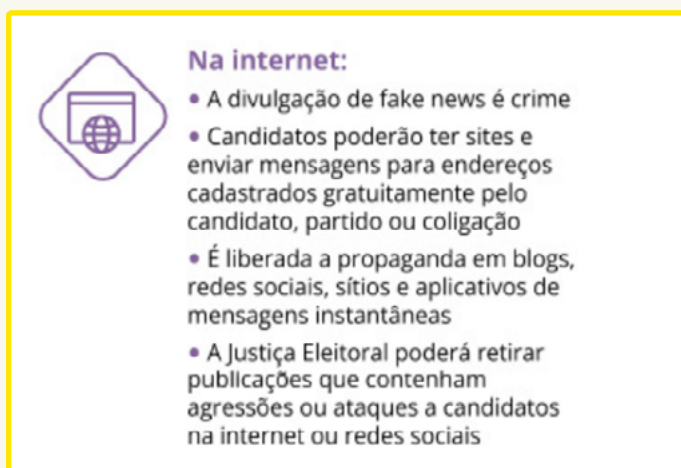 Na internet:
• A divulgação de fake news é crime
• Candidatos poderão ter sites e
enviar mensagens para endereços
cadastrados gratuitamente pelo
candidato, partido ou coligação
• É liberada a propaganda em blogs,
redes sociais, sítios e aplicativos de
mensagens instantâneas
• A Justiça Eleitoral poderá retirar
publicações que contenham
agressões ou ataques a candidatos
na internet ou redes sociais